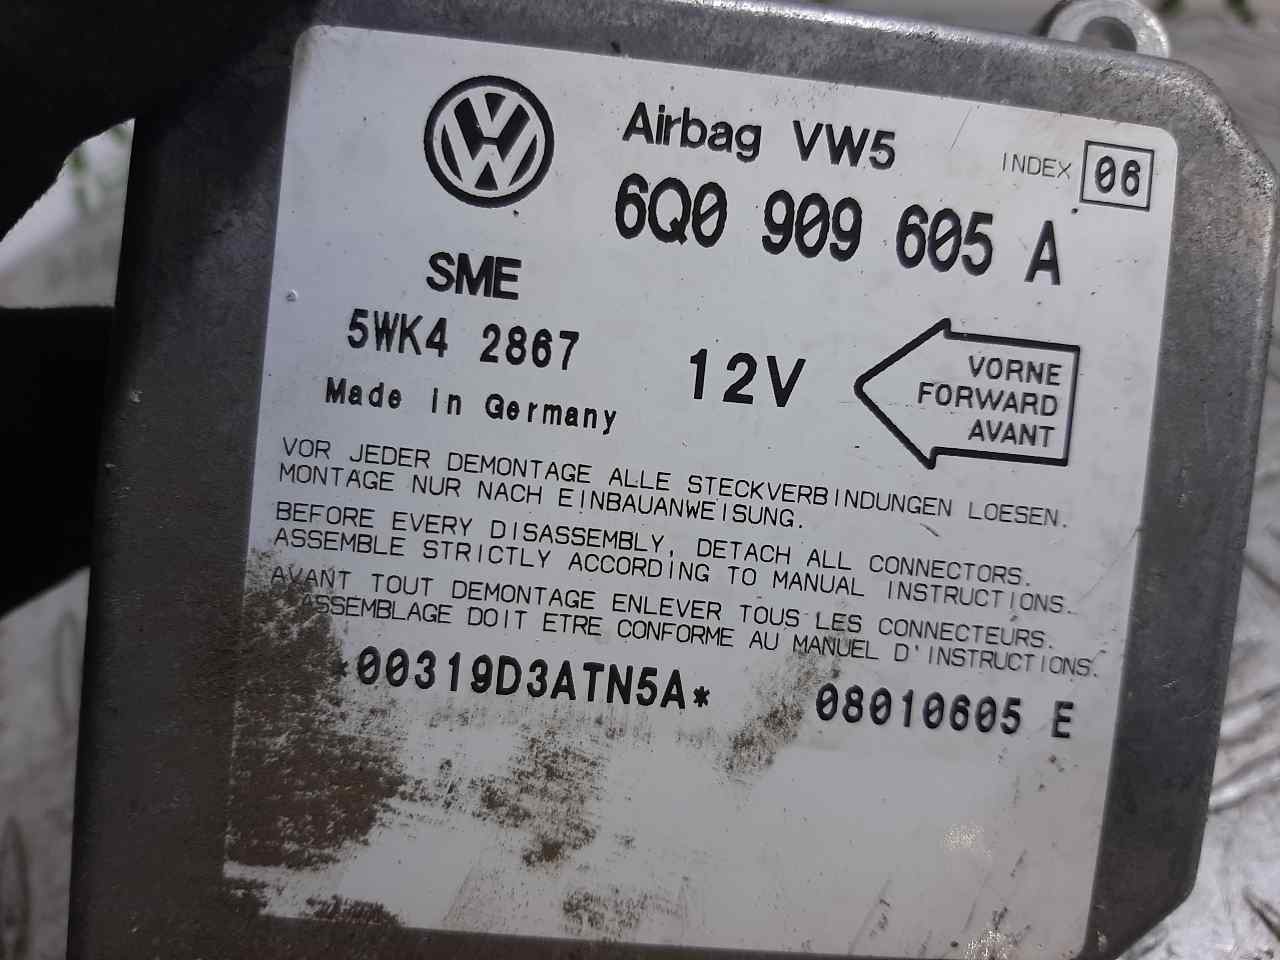 VW
Airbag VW5
INDEX 06
6Q0 909 605 A
SME
5WK4 2867
12V
VORNE
FORWARD
AVANT
Made in Germany
VOR JEDER DEMONTAGE ALLE STECKVERBINDUNGEN LOESEN.
MONTAGE NUR NACH EINBAUANWEISUNG.
BEFORE EVERY DISASSEMBLY, DETACH ALL CONNECTORS.
ASSEMBLE STRICTLY ACCORDING TO MANUAL INSTRUCTIONS.
AVANT TOUT DEMONTAGE ENLEVER TOUS LES CONNECTEURS.
ASSEMBLAGE DOIT ETRE CONFORME AU MANUEL D'INSTRUCTIONS.
*00319D3ATN5A* 08010605 E